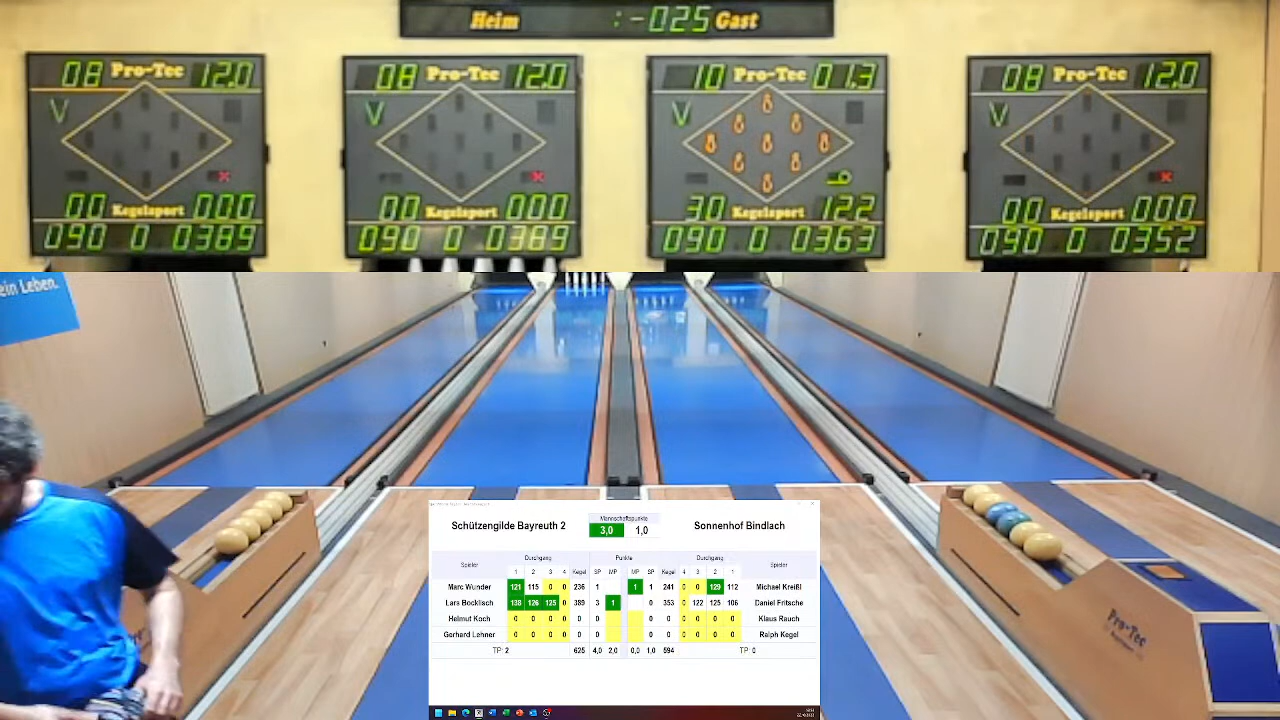 Heim :-025 Gast
08 Pro-Tec 12.0
V
00 Kegelsport 000
090 0 0389
08 Pro-Tec 12.0
V
00 Kegelsport 000
090 0 0389
10 Pro-Tec 01.3
V
30 Kegelsport 122
090 0 0363
08 Pro-Tec 12.0
V
00 Kegelsport 000
090 0 0352
ein Leben.
Schützengilde Bayreuth 2
Mannschaftspunkte
3,0 1,0
Sonnenhof Bindlach
Durchgang Punkte Durchgang
Spieler 1 2 3 4 Kegel SP MP MP SP Kegel 4 3 2 1 Spieler
Marc Wunder 121 115 0 0 236 1 1 1 241 0 0 129 112 Michael Kreißl
Lars Bocklisch 138 126 125 0 389 3 1 0 353 0 122 125 106 Daniel Fritsche
Helmut Koch 0 0 0 0 0 0 0 0 0 0 0 0 Klaus Rauch
Gerhard Lehner 0 0 0 0 0 0 0 0 0 0 0 0 Ralph Kegel
TP: 2 625 4,0 2,0 0,0 1,0 594 TP: 0
Pro-Tec